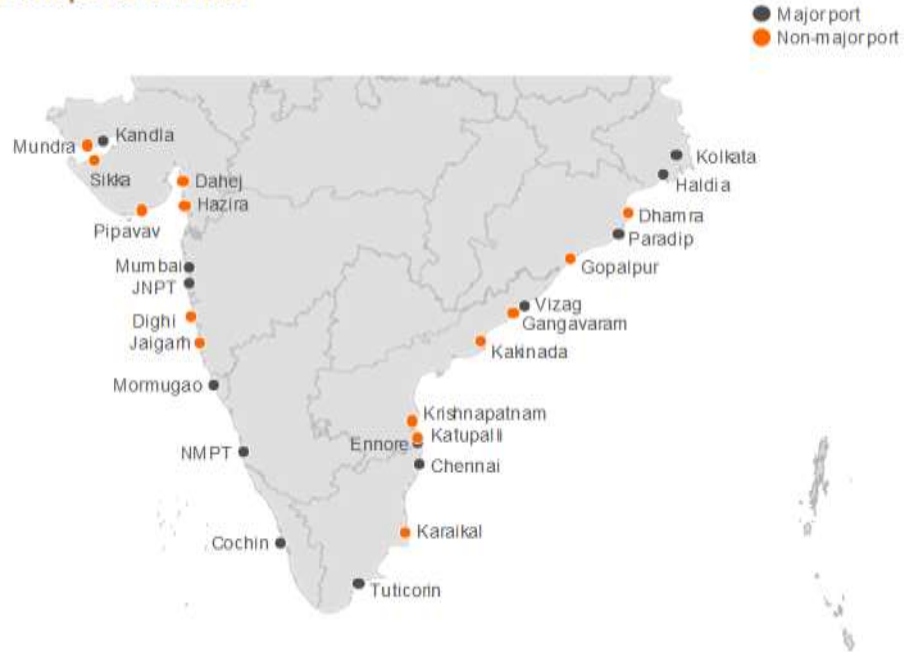 Major port
Non-major port
Kandla
Mundra
Kolkata
Sikka
Dahej
Haldia
Hazira
Dhamra
Pipavav
Paradip
Mumbai
Gopalpur
JNPT
Vizag
Dighi
Gangavaram
Jaigarh
Kakinada
Mormugao
Krishnapatnam
Katupalli
Ennore
NMPT
Chennai
Karaikal
Cochin
Tuticorin